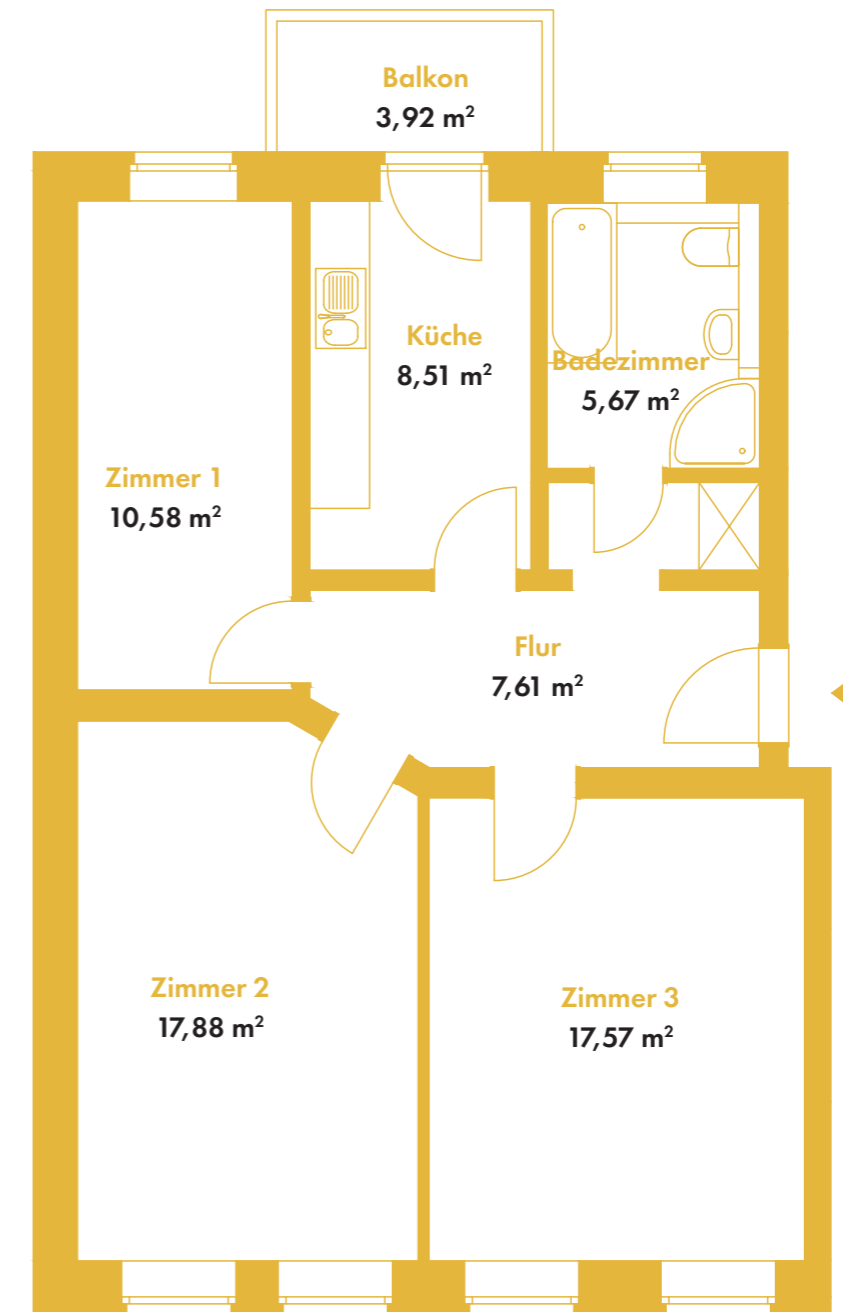 Balkon
3,92 m²
Küche
8,51 m²
Badezimmer
5,67 m²
Zimmer 1
10,58 m²
Flur
7,61 m²
Zimmer 2
17,88 m²
Zimmer 3
17,57 m²